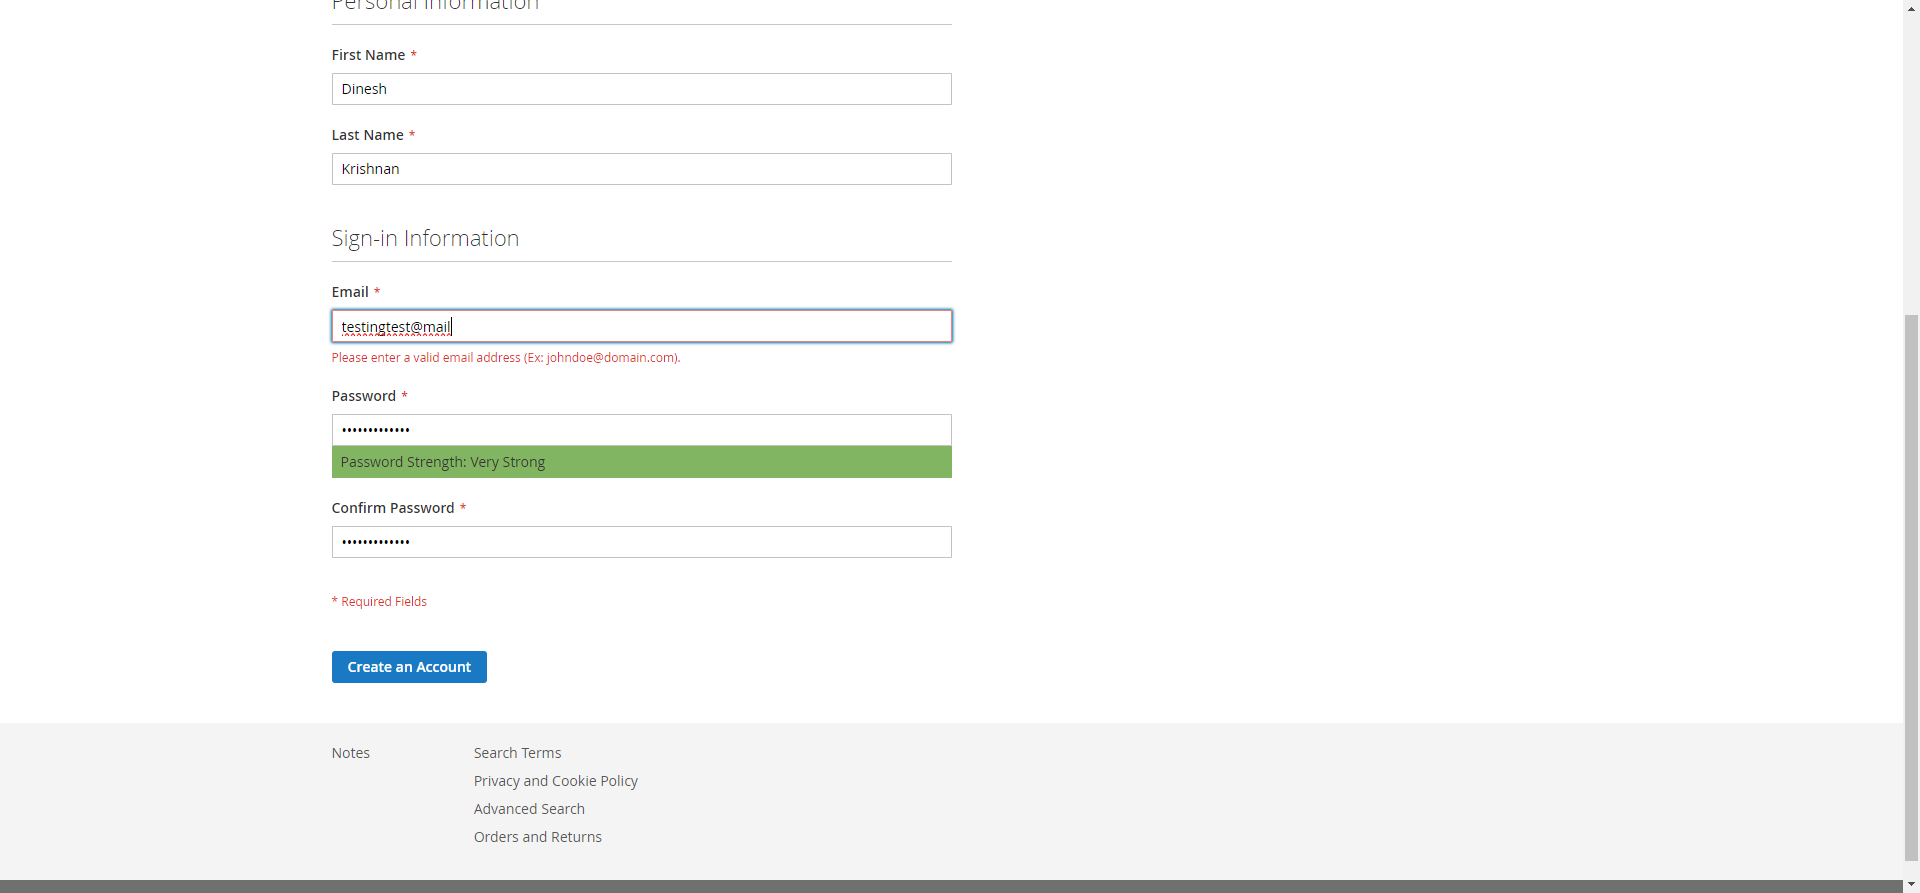 Personal Information
First Name *
Dinesh
Last Name *
Krishnan
Sign-in Information
Email *
testingtest@mail
Please enter a valid email address (Ex: johndoe@domain.com).
Password *
•••••••••••••
Password Strength: Very Strong
Confirm Password *
•••••••••••••
* Required Fields
Create an Account
Notes
Search Terms
Privacy and Cookie Policy
Advanced Search
Orders and Returns